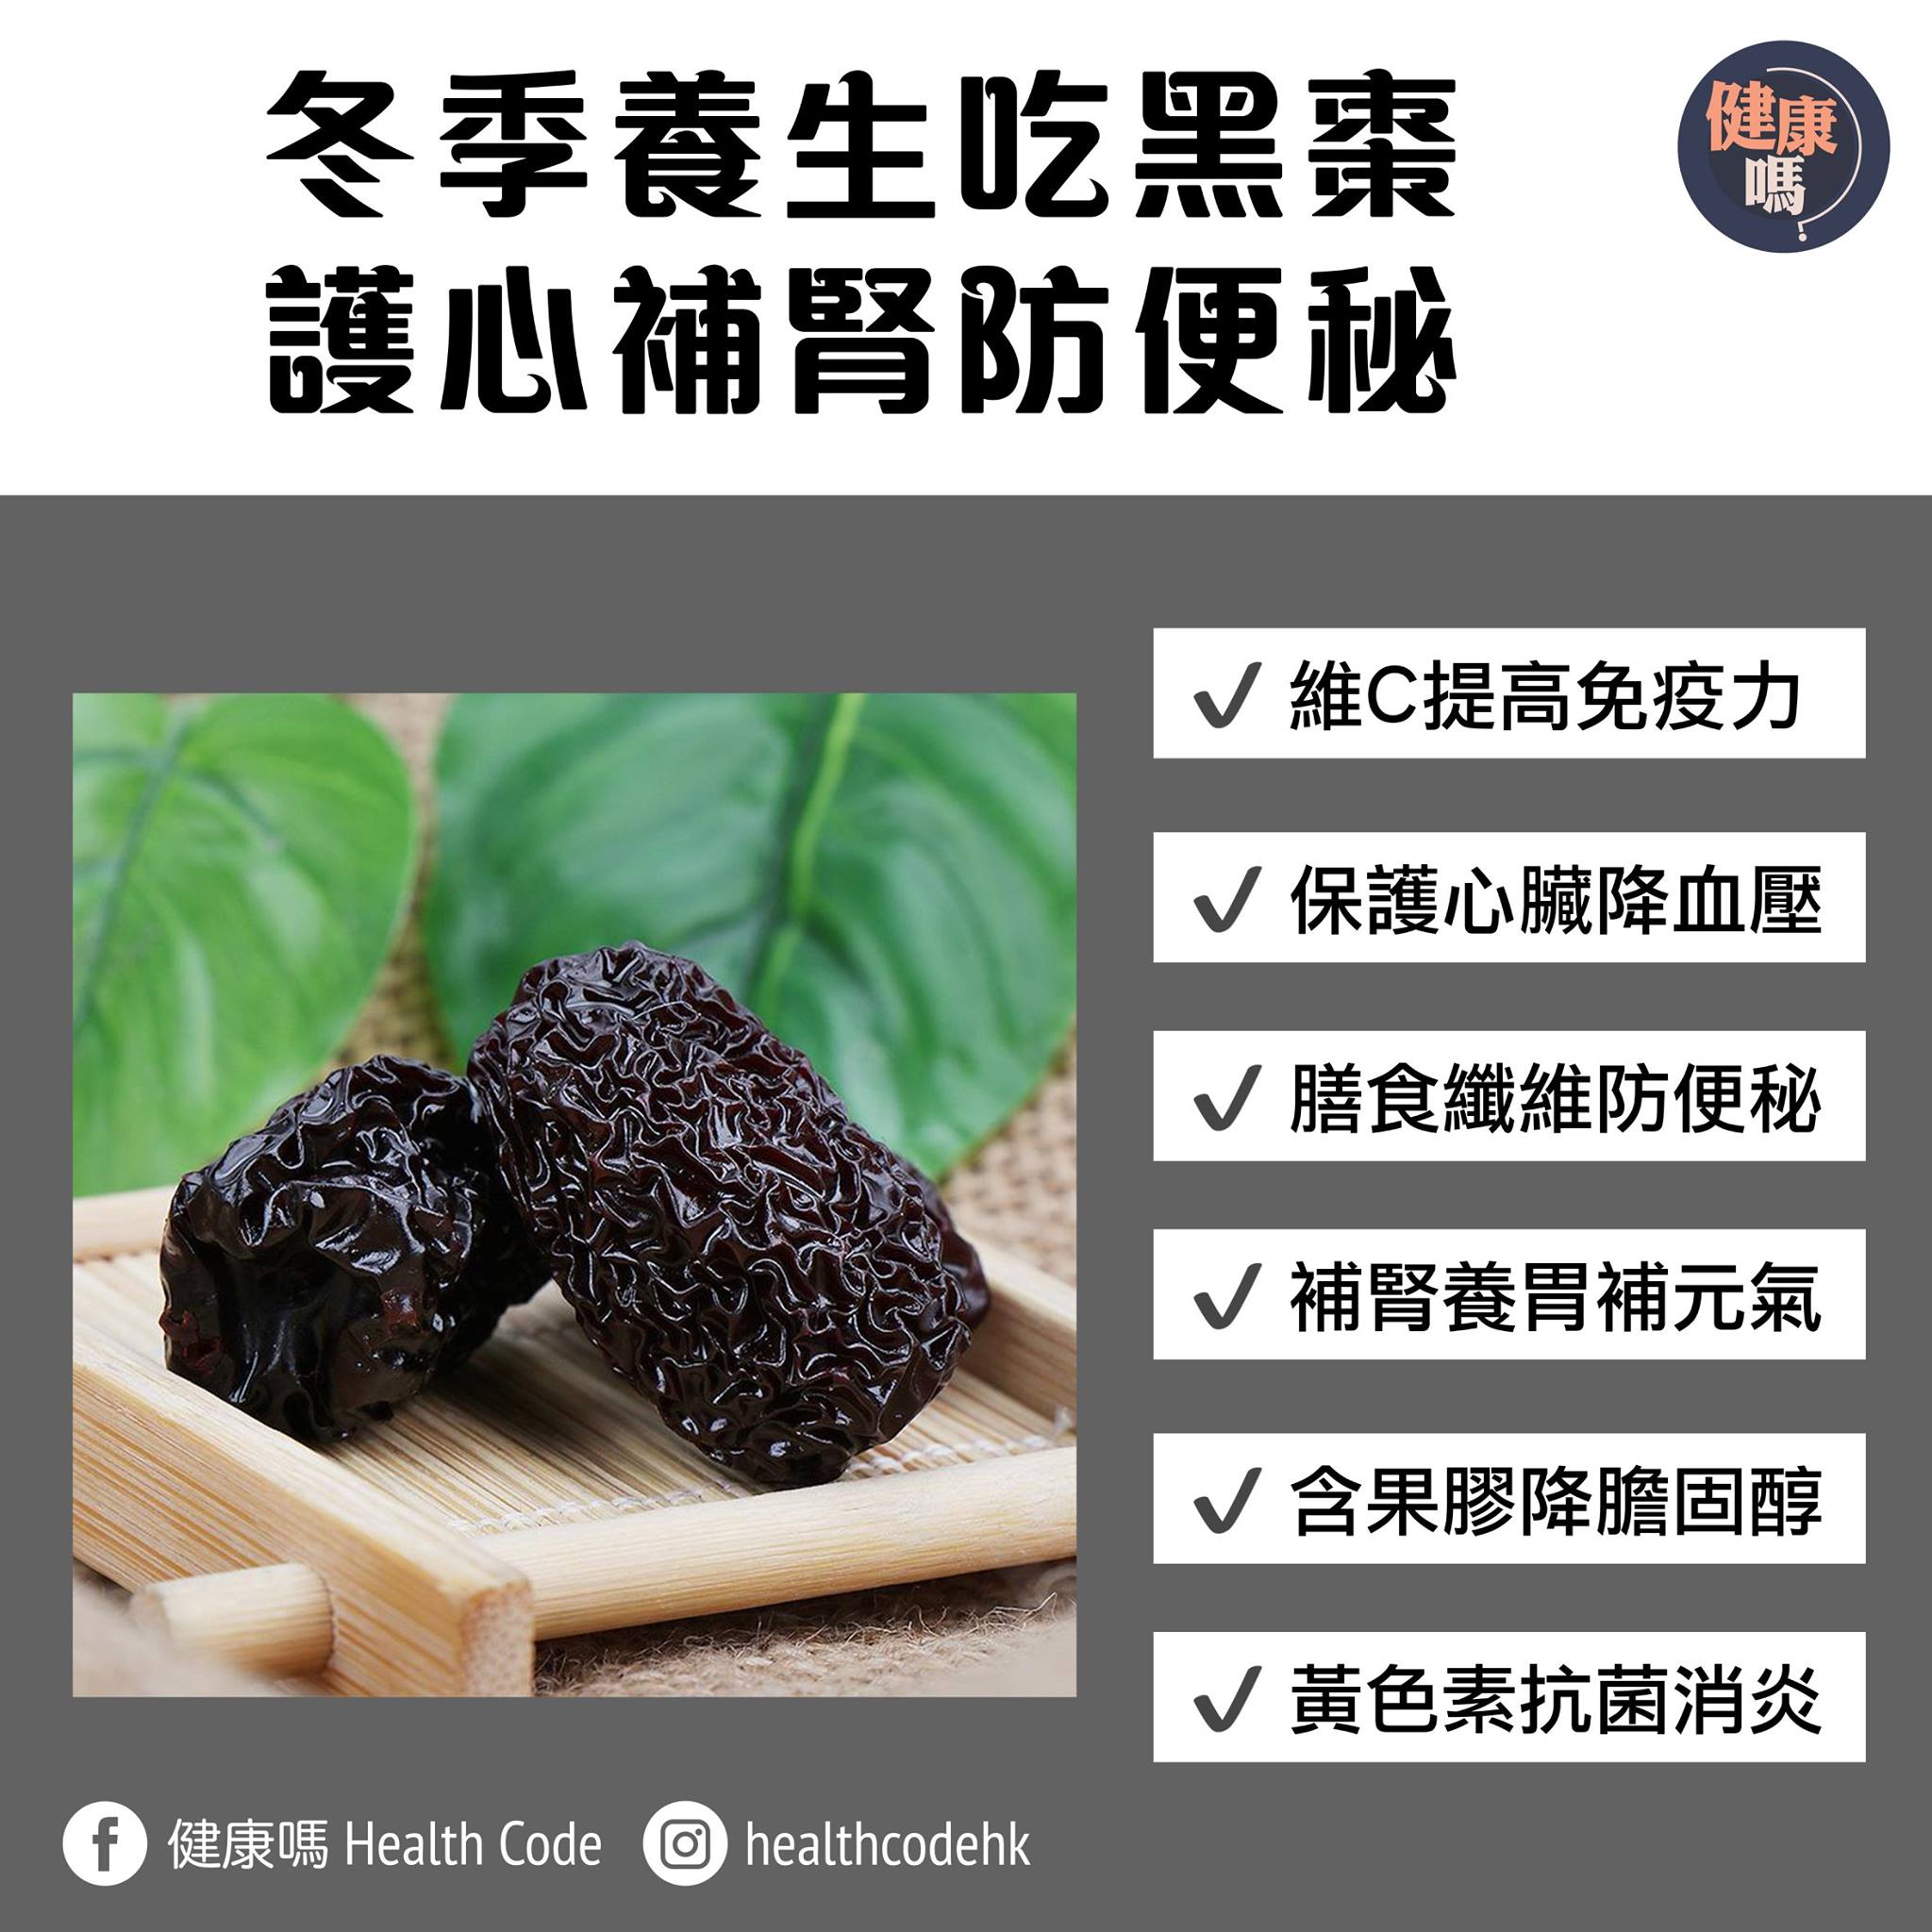 冬季養生吃黑棗
護心補腎防便秘
健康
嗎
維C提高免疫力
保護心臟降血壓
膳食纖維防便秘
補腎養胃補元氣
含果膠降膽固醇
黃色素抗菌消炎
健康嗎 Health Code
healthcodehk